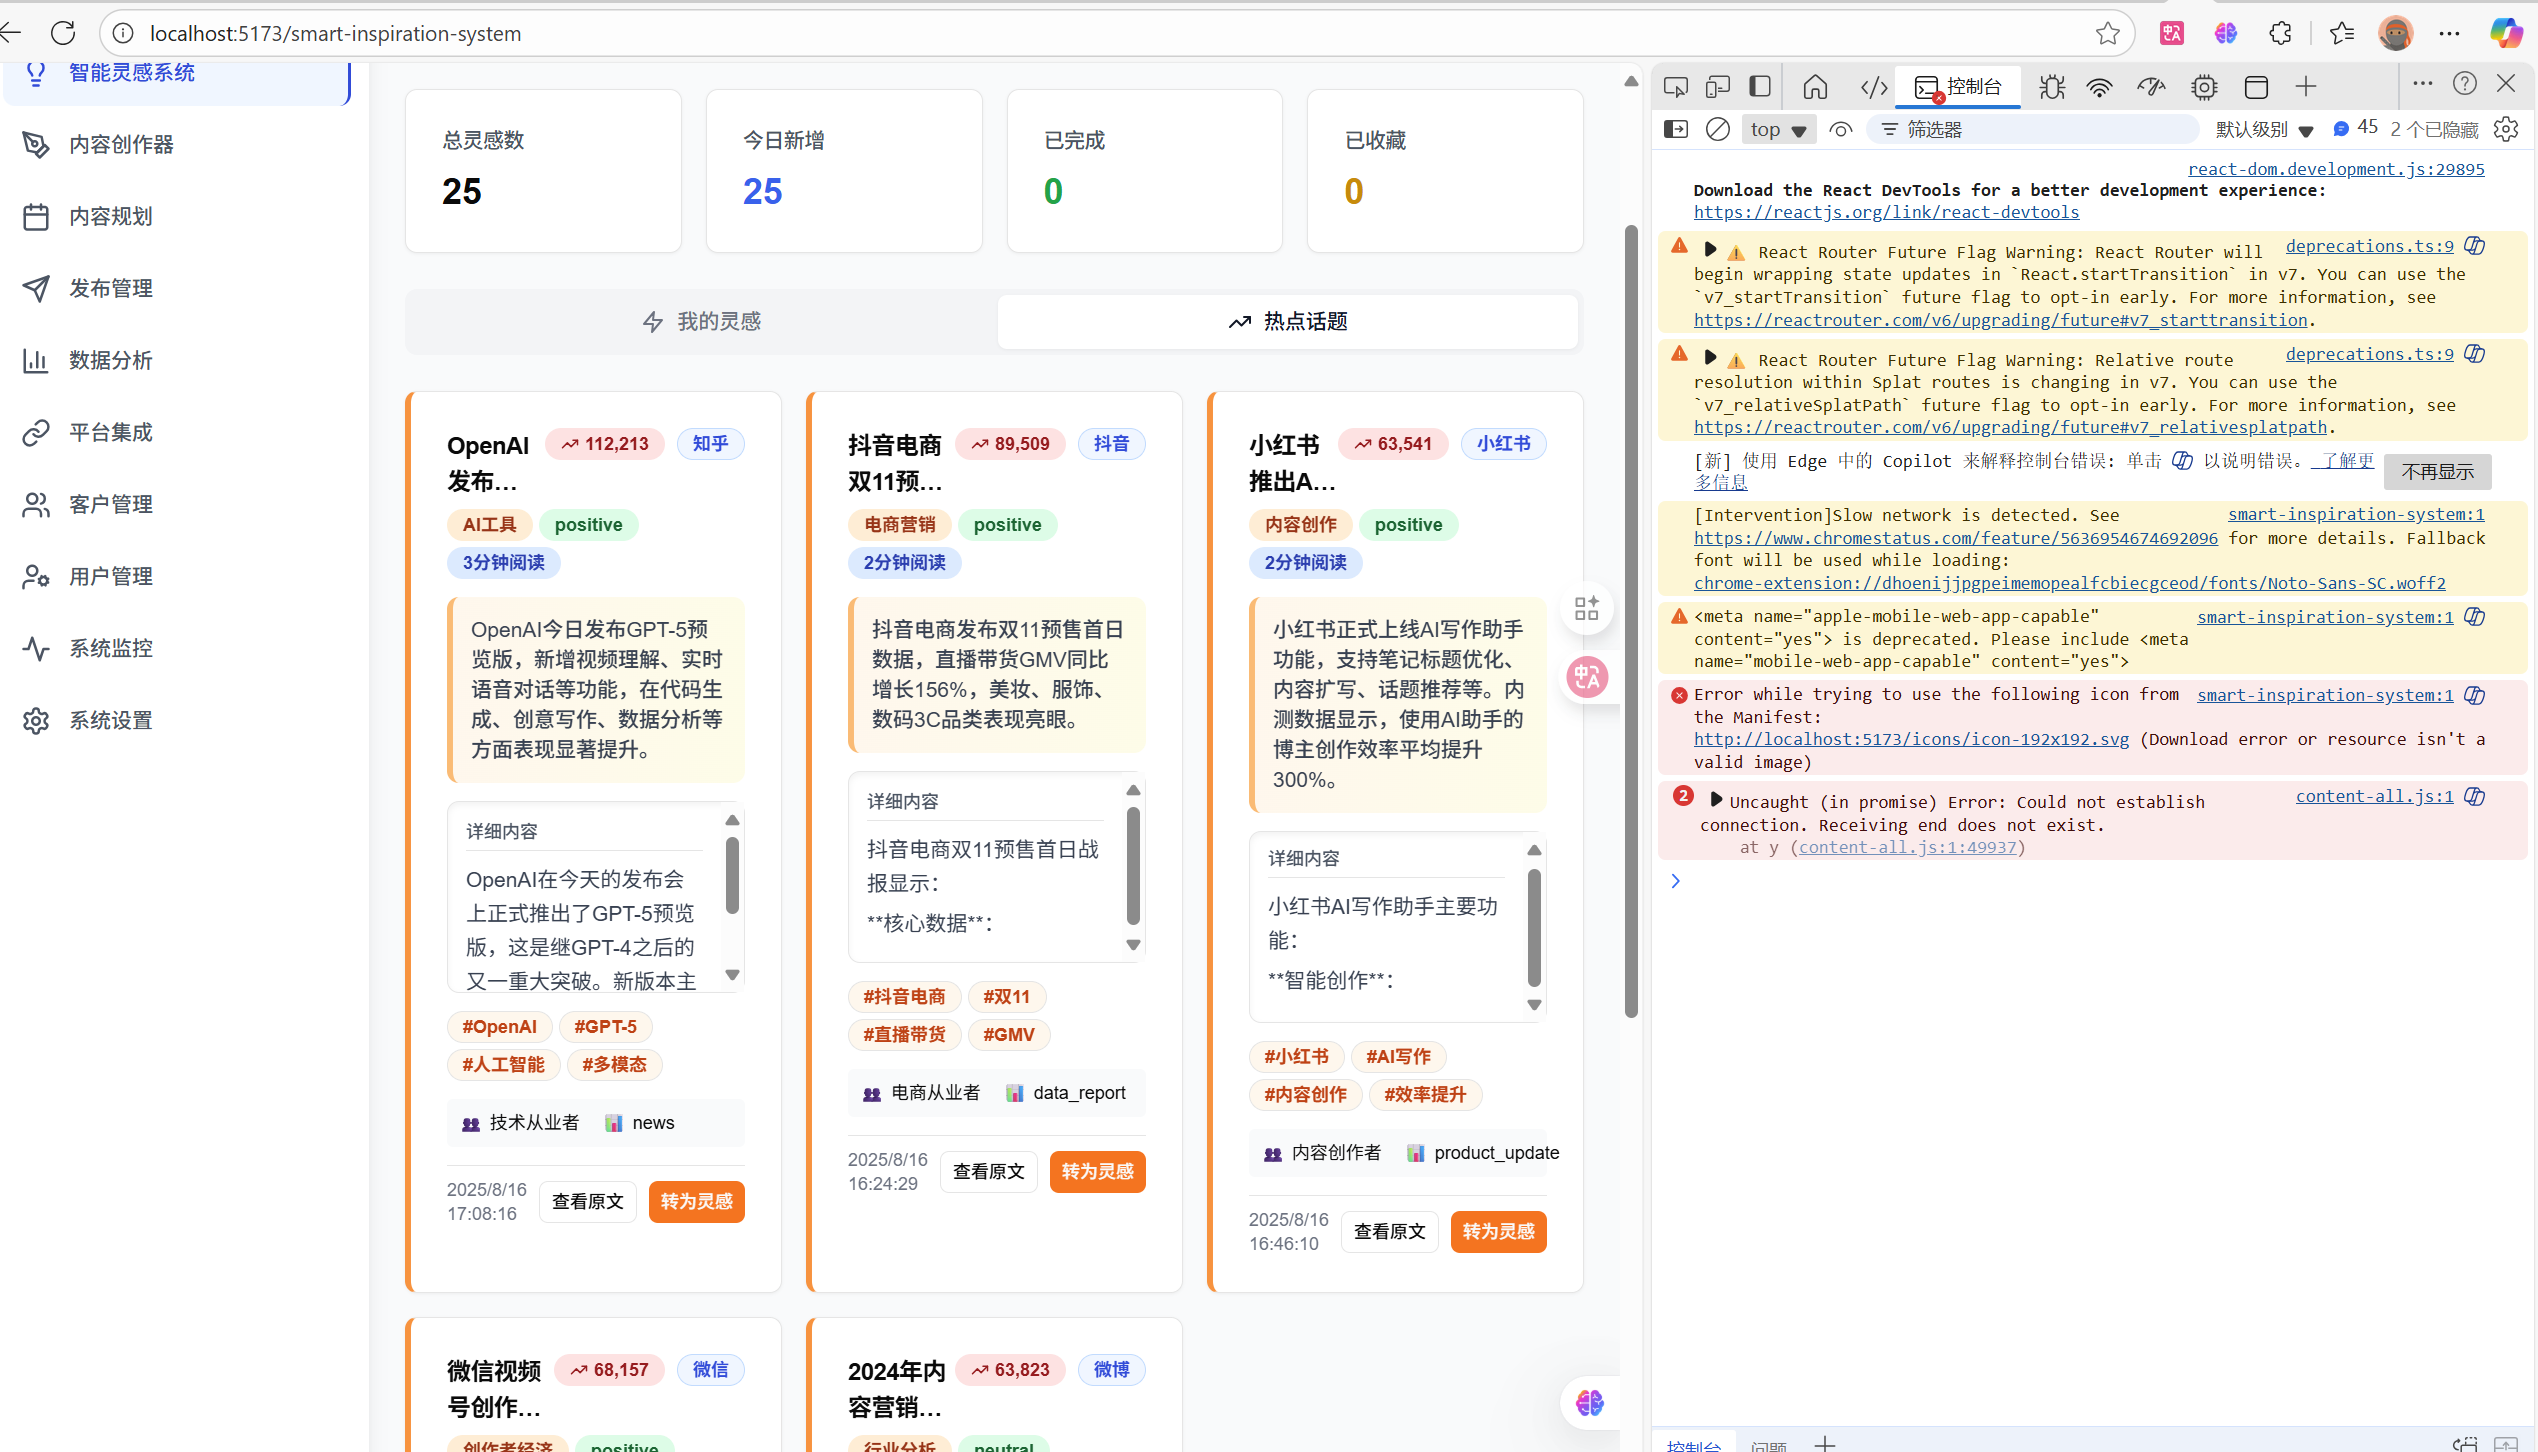 localhost:5173/smart-inspiration-system
智能灵感系统
内容创作器
内容规划
发布管理
数据分析
平台集成
客户管理
用户管理
系统监控
系统设置
总灵感数
25
今日新增
25
已完成
0
已收藏
0
我的灵感
热点话题
OpenAI
发布...
112,213
知乎
AI工具
positive
3分钟阅读
OpenAI今日发布GPT-5预
览版，新增视频理解、实时
语音对话等功能，在代码生
成、创意写作、数据分析等
方面表现显著提升。
详细内容
OpenAI在今天的发布会
上正式推出了GPT-5预览
版，这是继GPT-4之后的
又一重大突破。新版本主
#OpenAI
#GPT-5
#人工智能
#多模态
技术从业者
news
2025/8/16
17:08:16
查看原文
转为灵感
抖音电商
双11预...
89,509
抖音
电商营销
positive
2分钟阅读
抖音电商发布双11预售首日
数据，直播带货GMV同比
增长156%，美妆、服饰、
数码3C品类表现亮眼。
详细内容
抖音电商双11预售首日战
报显示：
**核心数据**：
#抖音电商
#双11
#直播带货
#GMV
电商从业者
data_report
2025/8/16
16:24:29
查看原文
转为灵感
小红书
推出A...
63,541
小红书
内容创作
positive
2分钟阅读
小红书正式上线AI写作助手
功能，支持笔记标题优化、
内容扩写、话题推荐等。内
测数据显示，使用AI助手的
博主创作效率平均提升
300%。
详细内容
小红书AI写作助手主要功
能：
**智能创作**：
#小红书
#AI写作
#内容创作
#效率提升
内容创作者
product_update
2025/8/16
16:46:10
查看原文
转为灵感
微信视频
号创作...
68,157
微信
创作者经济
positive
2024年内
容营销...
63,823
微博
行业分析
neutral
控制台
top
筛选器
默认级别
45
2 个已隐藏
react-dom.development.js:29895
Download the React DevTools for a better development experience:
https://reactjs.org/link/react-devtools
deprecations.ts:9
⚠️ React Router Future Flag Warning: React Router will
begin wrapping state updates in `React.startTransition` in v7. You can use the
`v7_startTransition` future flag to opt-in early. For more information, see
https://reactrouter.com/v6/upgrading/future#v7_starttransition.
deprecations.ts:9
⚠️ React Router Future Flag Warning: Relative route
resolution within Splat routes is changing in v7. You can use the
`v7_relativeSplatPath` future flag to opt-in early. For more information, see
https://reactrouter.com/v6/upgrading/future#v7_relativesplatpath.
[新] 使用 Edge 中的 Copilot 来解释控制台错误: 单击 以说明错误。 了解更
多信息
不再显示
[Intervention]Slow network is detected. See
smart-inspiration-system:1
https://www.chromestatus.com/feature/5636954674692096 for more details. Fallback
font will be used while loading:
chrome-extension://dhoenijjpgpeimemopealfcbiecgceod/fonts/Noto-Sans-SC.woff2
<meta name="apple-mobile-web-app-capable"
smart-inspiration-system:1
content="yes"> is deprecated. Please include <meta
name="mobile-web-app-capable" content="yes">
Error while trying to use the following icon from
smart-inspiration-system:1
the Manifest:
http://localhost:5173/icons/icon-192x192.svg (Download error or resource isn't a
valid image)
2
Uncaught (in promise) Error: Could not establish
content-all.js:1
connection. Receiving end does not exist.
at y (content-all.js:1:49937)
控制台
问题